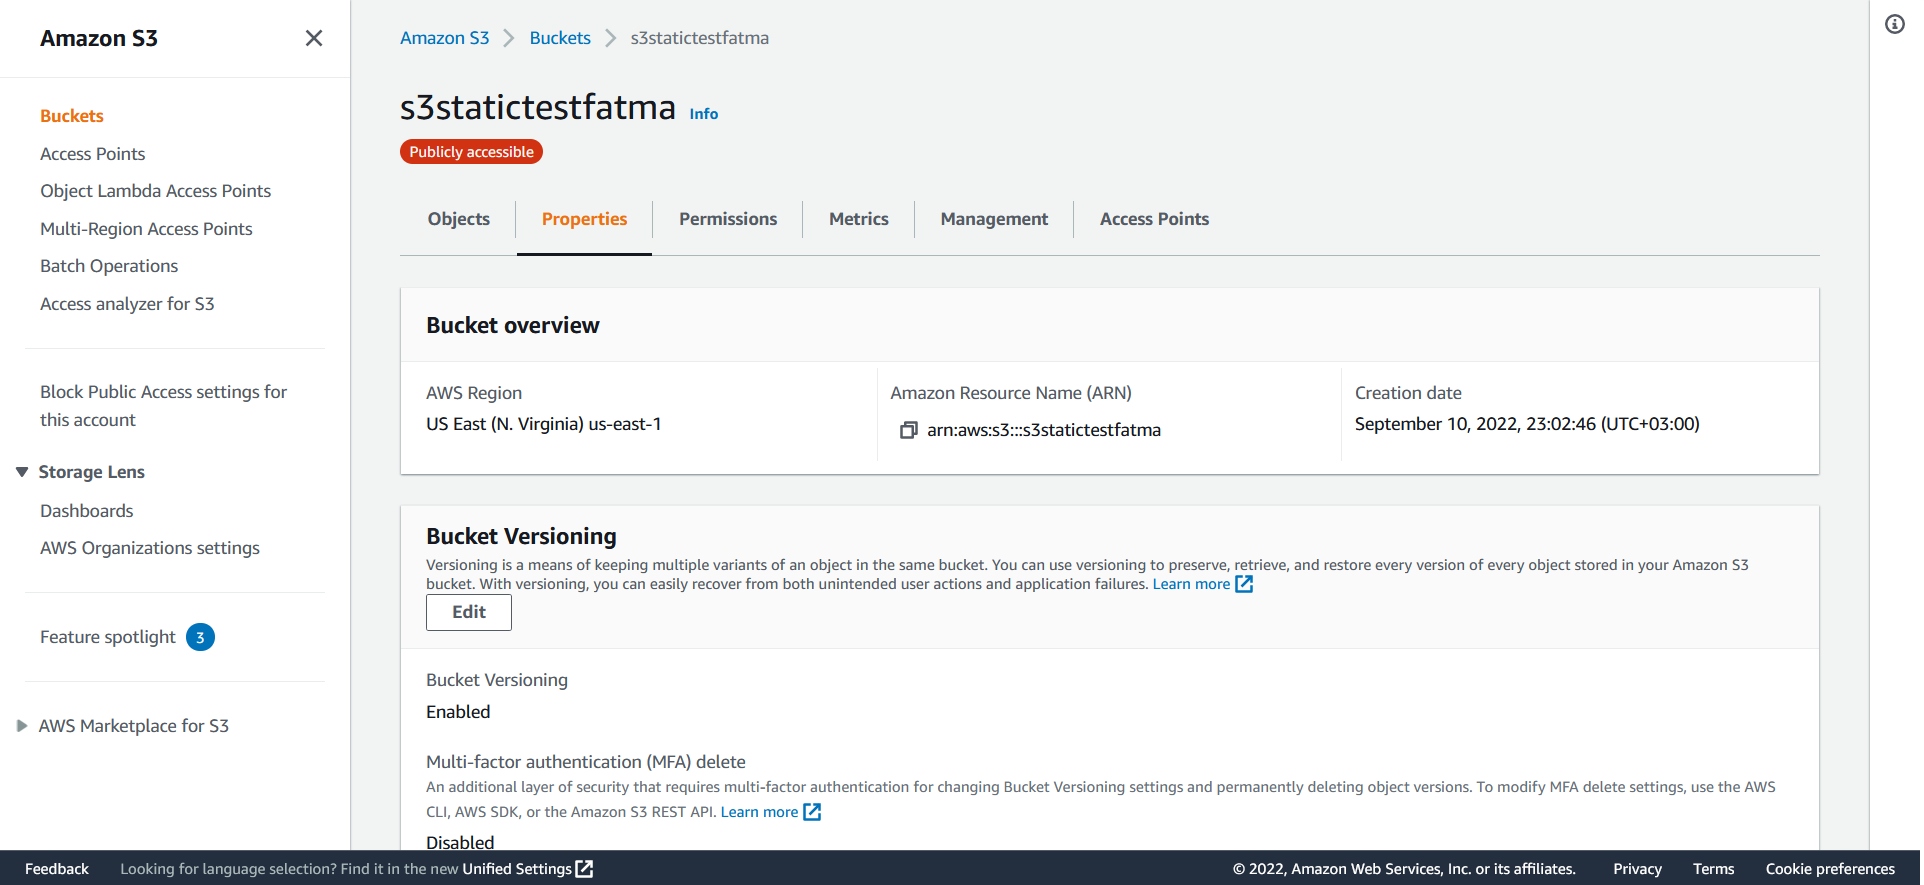 Amazon S3
Buckets
Access Points
Object Lambda Access Points
Multi-Region Access Points
Batch Operations
Access analyzer for S3
Block Public Access settings for
this account
Storage Lens
Dashboards
AWS Organizations settings
Feature spotlight 3
AWS Marketplace for S3
Amazon S3 Buckets s3statictestfatma
s3statictestfatma Info
Publicly accessible
Objects Properties Permissions Metrics Management Access Points
Bucket overview
AWS Region
US East (N. Virginia) us-east-1
Amazon Resource Name (ARN)
arn:aws:s3:::s3statictestfatma
Creation date
September 10, 2022, 23:02:46 (UTC+03:00)
Bucket Versioning
Versioning is a means of keeping multiple variants of an object in the same bucket. You can use versioning to preserve, retrieve, and restore every version of every object stored in your Amazon S3
bucket. With versioning, you can easily recover from both unintended user actions and application failures. Learn more
Edit
Bucket Versioning
Enabled
Multi-factor authentication (MFA) delete
An additional layer of security that requires multi-factor authentication for changing Bucket Versioning settings and permanently deleting object versions. To modify MFA delete settings, use the AWS
CLI, AWS SDK, or the Amazon S3 REST API. Learn more
Disabled
Feedback Looking for language selection? Find it in the new Unified Settings © 2022, Amazon Web Services, Inc. or its affiliates. Privacy Terms Cookie preferences